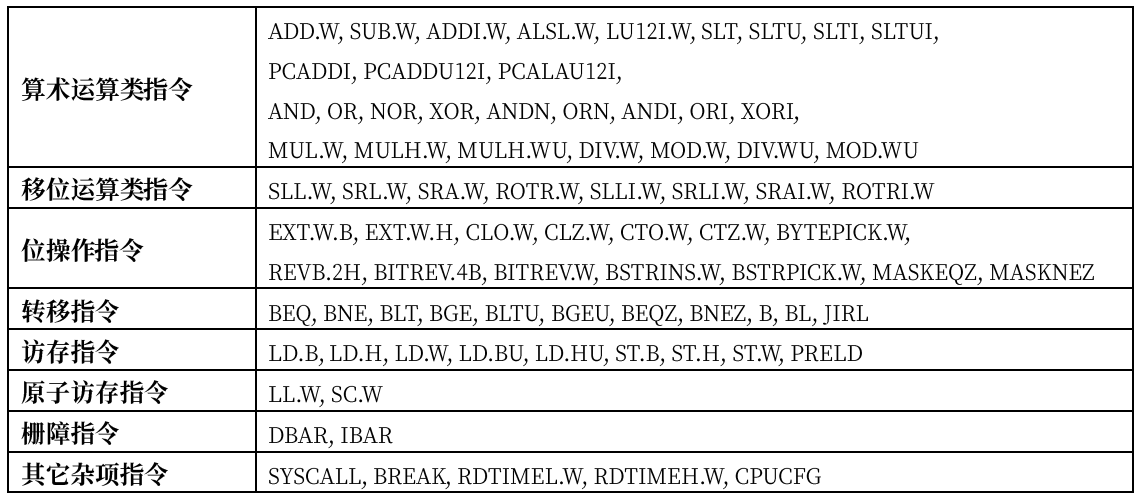 算术运算类指令
ADD.W, SUB.W, ADDI.W, ALSL.W, LU12I.W, SLT, SLTU, SLTI, SLTUI,
PCADDI, PCADDU12I, PCALAU12I,
AND, OR, NOR, XOR, ANDN, ORN, ANDI, ORI, XORI,
MUL.W, MULH.W, MULH.WU, DIV.W, MOD.W, DIV.WU, MOD.WU
移位运算类指令
SLL.W, SRL.W, SRA.W, ROTR.W, SLLI.W, SRLI.W, SRAI.W, ROTRI.W
位操作指令
EXT.W.B, EXT.W.H, CLO.W, CLZ.W, CTO.W, CTZ.W, BYTEPICK.W,
REVB.2H, BITREV.4B, BITREV.W, BSTRINS.W, BSTRPICK.W, MASKEQZ, MASKNEZ
转移指令
BEQ, BNE, BLT, BGE, BLTU, BGEU, BEQZ, BNEZ, B, BL, JIRL
访存指令
LD.B, LD.H, LD.W, LD.BU, LD.HU, ST.B, ST.H, ST.W, PRELD
原子访存指令
LL.W, SC.W
栅障指令
DBAR, IBAR
其它杂项指令
SYSCALL, BREAK, RDTIMEL.W, RDTIMEH.W, CPUCFG